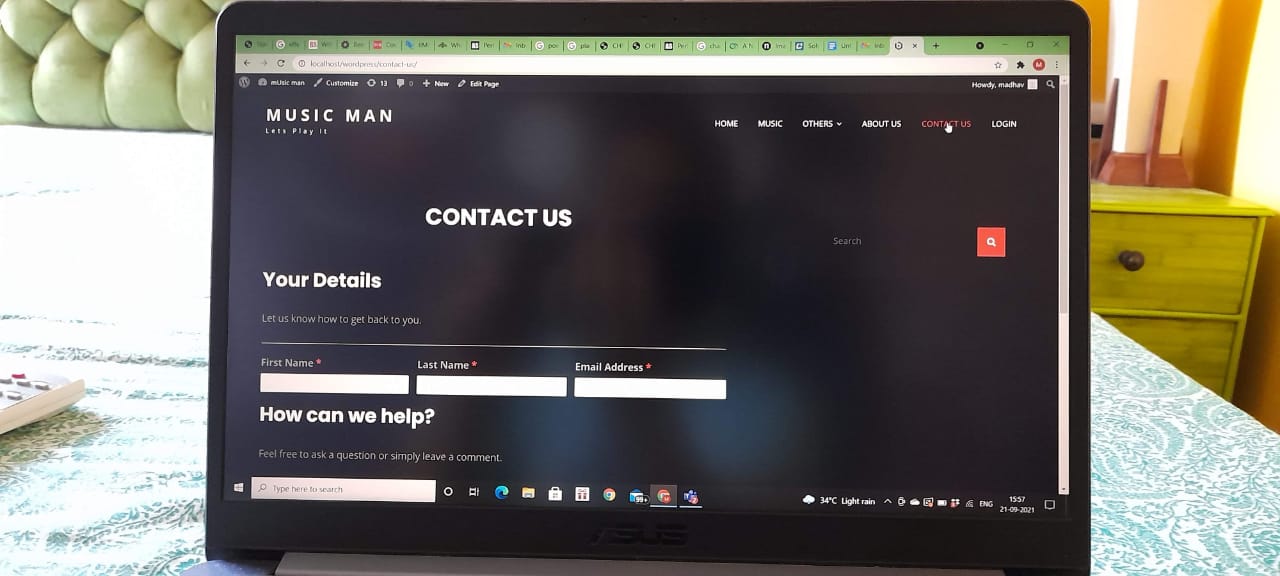 localhost/wordpress/contact-us/
mUsic man Customize 13 0 New Edit Page Howdy, madhav
MUSIC MAN
Lets Play It
HOME MUSIC OTHERS ABOUT US CONTACT US LOGIN
CONTACT US
Search
Your Details
Let us know how to get back to you.
First Name * Last Name * Email Address *
How can we help?
Feel free to ask a question or simply leave a comment.
Type here to search
99+
34°C Light rain ENG
15:57
21-09-2021
ASUS